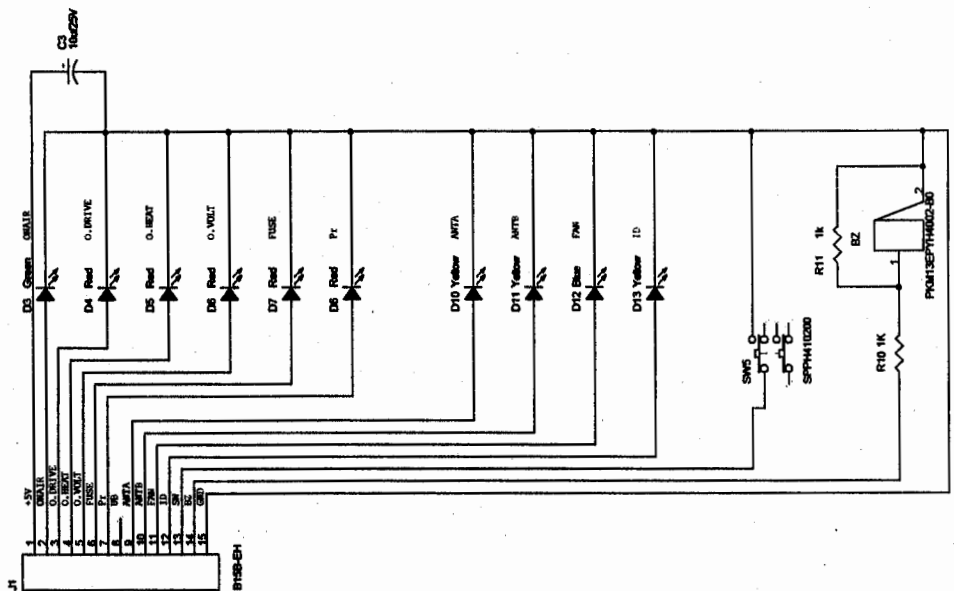 C3
10u/25V
D3 Green ONAIR
D4 Red O.DRIVE
D5 Red O.HEAT
D6 Red O.VOLT
D7 Red FUSE
D8 Red Pr
D10 Yellow ANTA
D11 Yellow ANTB
D12 Blue FAN
D13 Yellow ID
SW5
SPPH410200
R11 1k
BZ
1
2
PKM13EPYH4002-B0
R10 1K
J1
1 +5V
2 ONAIR
3 O.DRIVE
4 O.HEAT
5 O.VOLT
6 FUSE
7 Pr
8
9 ANTA
10 ANTB
11 FAN
12 ID
13 SW
14 BZ
15 GND
B15B-EH